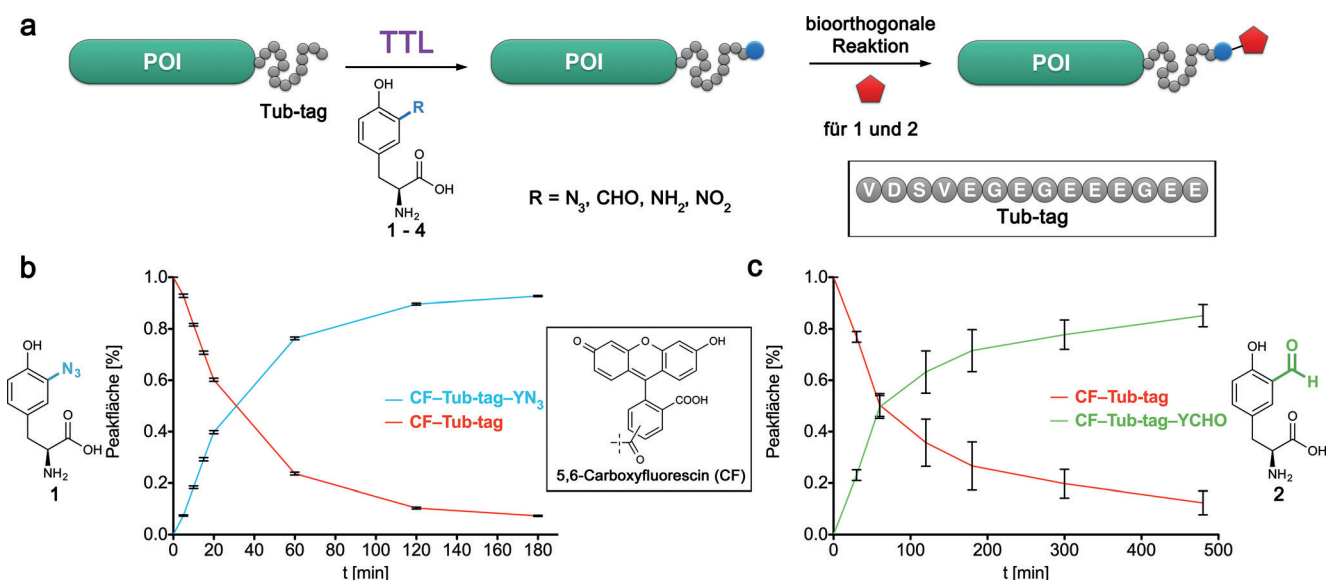 a
POI
Tub-tag
TTL
OH
R
O
OH
NH2
1 - 4
POI
R = N3, CHO, NH2, NO2
bioorthogonale
Reaktion
für 1 und 2
POI
V D S V E G E G E E E G E E
Tub-tag
b
OH
N3
O
OH
NH2
1
Peakfläche [%]
1.0
0.8
0.6
0.4
0.2
0.0
0 20 40 60 80 100 120 140 160 180
t [min]
CF–Tub-tag–YN3
CF–Tub-tag
O O OH
COOH
O
5,6-Carboxyfluorescin (CF)
c
Peakfläche [%]
1.0
0.8
0.6
0.4
0.2
0.0
0 100 200 300 400 500
t [min]
CF–Tub-tag
CF–Tub-tag–YCHO
OH O
H
O
OH
NH2
2